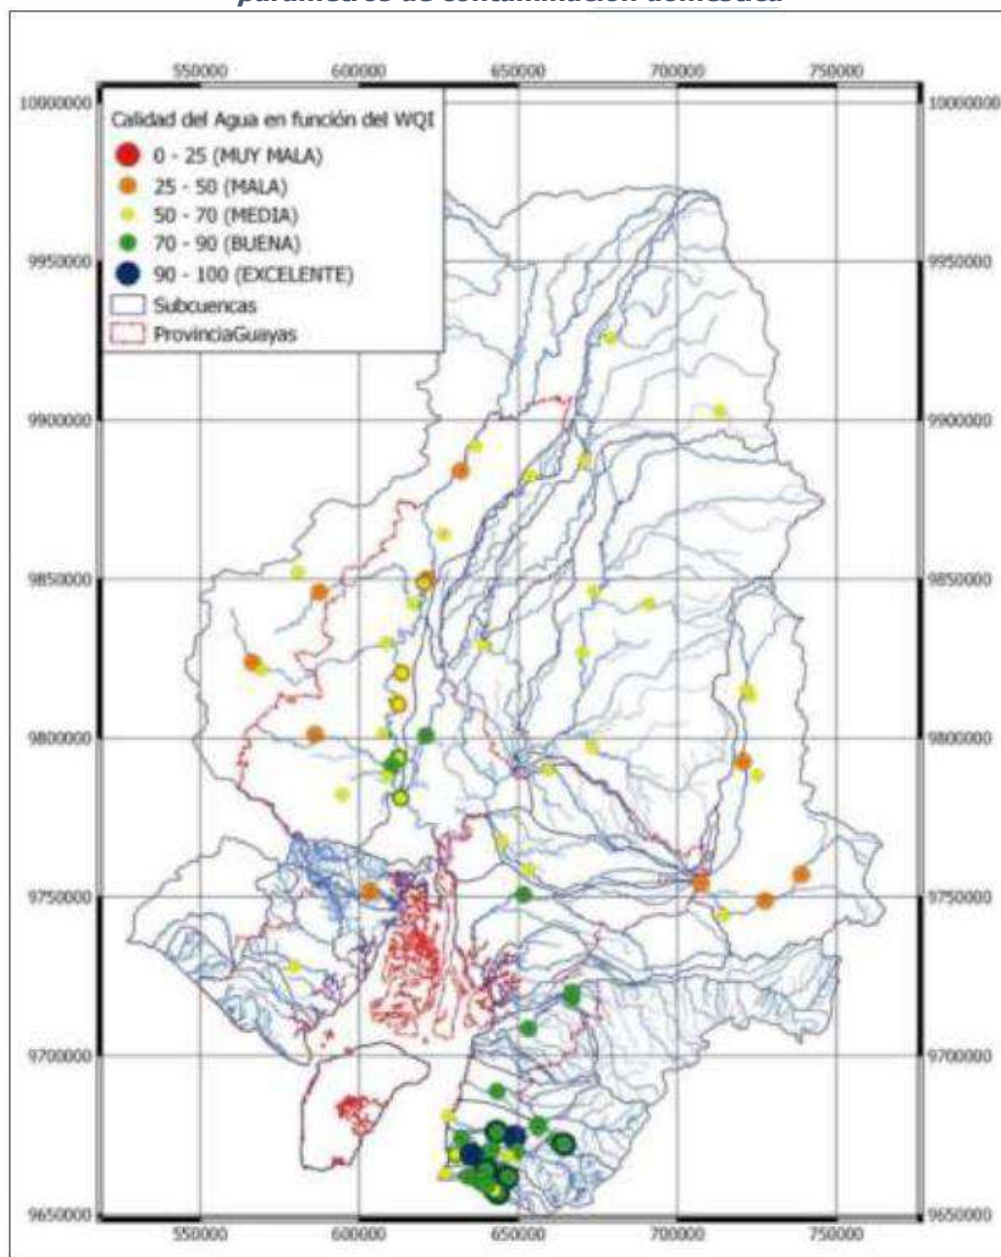 parámetros de contaminación doméstica
550000 600000 650000 700000 750000
10000000 10000000
Calidad del Agua en función del WQI
0 - 25 (MUY MALA)
25 - 50 (MALA)
50 - 70 (MEDIA)
70 - 90 (BUENA)
90 - 100 (EXCELENTE)
Subcuencas
ProvinciaGuayas
9950000 9950000
9900000 9900000
9850000 9850000
9800000 9800000
9750000 9750000
9700000 9700000
9650000 9650000
550000 600000 650000 700000 750000